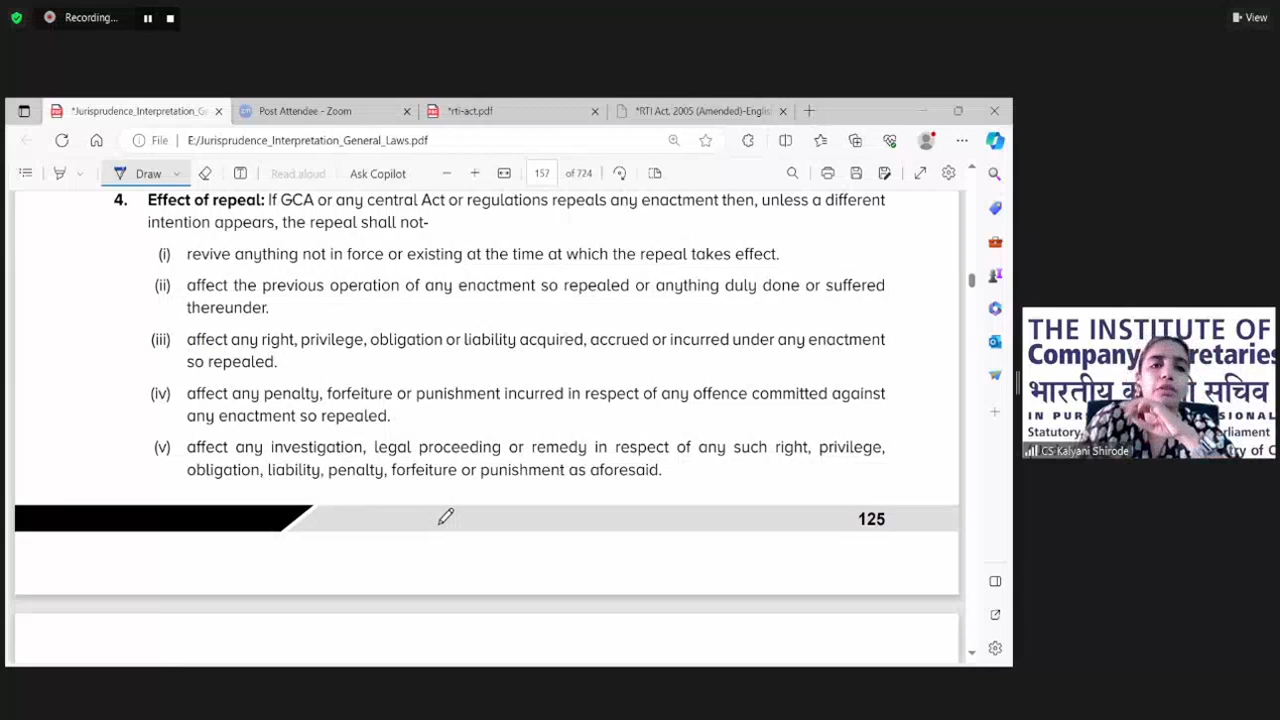 Recording...
View
*Jurisprudence_Interpretation_Ge
Post Attendee - Zoom
*rti-act.pdf
*RTI Act, 2005 (Amended)-Englis
File
E:/Jurisprudence_Interpretation_General_Laws.pdf
Draw
Read aloud
Ask Copilot
157
of 724
4. Effect of repeal: If GCA or any central Act or regulations repeals any enactment then, unless a different
intention appears, the repeal shall not-
(i) revive anything not in force or existing at the time at which the repeal takes effect.
(ii) affect the previous operation of any enactment so repealed or anything duly done or suffered
thereunder.
(iii) affect any right, privilege, obligation or liability acquired, accrued or incurred under any enactment
so repealed.
(iv) affect any penalty, forfeiture or punishment incurred in respect of any offence committed against
any enactment so repealed.
(v) affect any investigation, legal proceeding or remedy in respect of any such right, privilege,
obligation, liability, penalty, forfeiture or punishment as aforesaid.
125
THE INSTITUTE OF
Company
भारतीय
सचिव
IN PUR
SIONAL
Statutory,
arliament
CS Kalyani Shirode